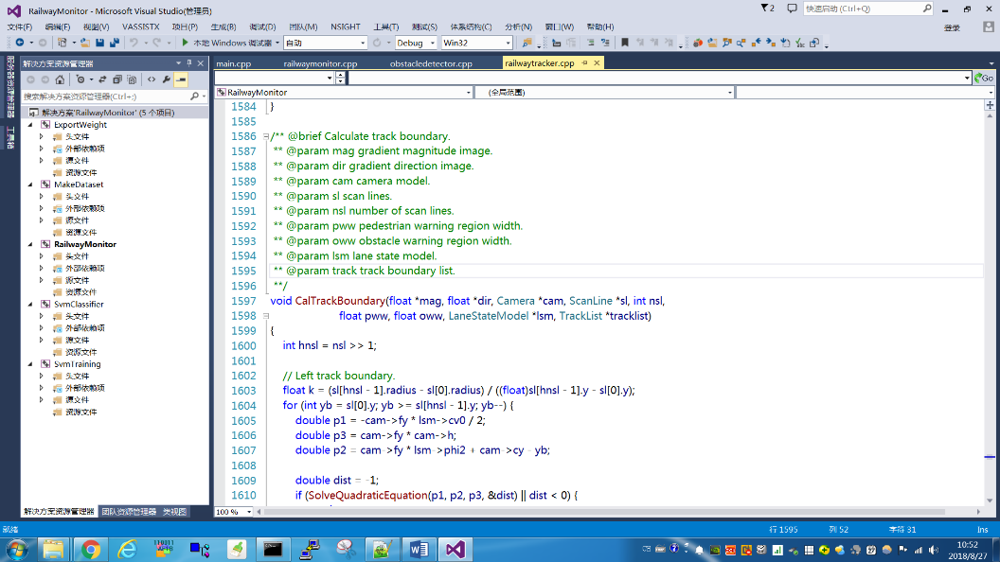 RailwayMonitor - Microsoft Visual Studio(管理员)
2
快速启动 (Ctrl+Q)
文件(F) 编辑(E) 视图(V) VASSISTX 项目(P) 生成(B) 调试(D) 团队(M) NSIGHT 工具(T) 测试(S) 体系结构(C) 分析(N) 窗口(W) 帮助(H)
登录
本地 Windows 调试器 自动 Debug Win32
服务器资源管理器
工具箱
解决方案资源管理器
搜索解决方案资源管理器(Ctrl+;)
解决方案'RailwayMonitor' (5 个项目)
ExportWeight
头文件
外部依赖项
源文件
资源文件
MakeDataset
头文件
外部依赖项
源文件
资源文件
RailwayMonitor
头文件
外部依赖项
源文件
资源文件
SvmClassifier
头文件
外部依赖项
源文件
资源文件
SvmTraining
头文件
外部依赖项
源文件
资源文件
解决方案资源管理器 团队资源管理器 类视图
main.cpp railwaymonitor.cpp obstacledetector.cpp railwaytracker.cpp
Go
RailwayMonitor (全局范围)
1584 }
1585
1586 /** @brief Calculate track boundary.
1587 ** @param mag gradient magnitude image.
1588 ** @param dir gradient direction image.
1589 ** @param cam camera model.
1590 ** @param sl scan lines.
1591 ** @param nsl number of scan lines.
1592 ** @param pww pedestrian warning region width.
1593 ** @param oww obstacle warning region width.
1594 ** @param lsm lane state model.
1595 ** @param track track boundary list.
1596 **/
1597 void CalTrackBoundary(float *mag, float *dir, Camera *cam, ScanLine *sl, int nsl,
1598 float pww, float oww, LaneStateModel *lsm, TrackList *tracklist)
1599 {
1600 int hnsl = nsl >> 1;
1601
1602 // Left track boundary.
1603 float k = (sl[hnsl - 1].radius - sl[0].radius) / ((float)sl[hnsl - 1].y - sl[0].y);
1604 for (int yb = sl[0].y; yb >= sl[hnsl - 1].y; yb--) {
1605 double p1 = -cam->fy * lsm->cv0 / 2;
1606 double p3 = cam->fy * cam->h;
1607 double p2 = cam->fy * lsm->phi2 + cam->cy - yb;
1608
1609 double dist = -1;
1610 if (SolveQuadraticEquation(p1, p2, p3, &dist) || dist < 0) {
100 %
就绪 行 1595 列 52 字符 31 Ins
10:52
2018/8/27